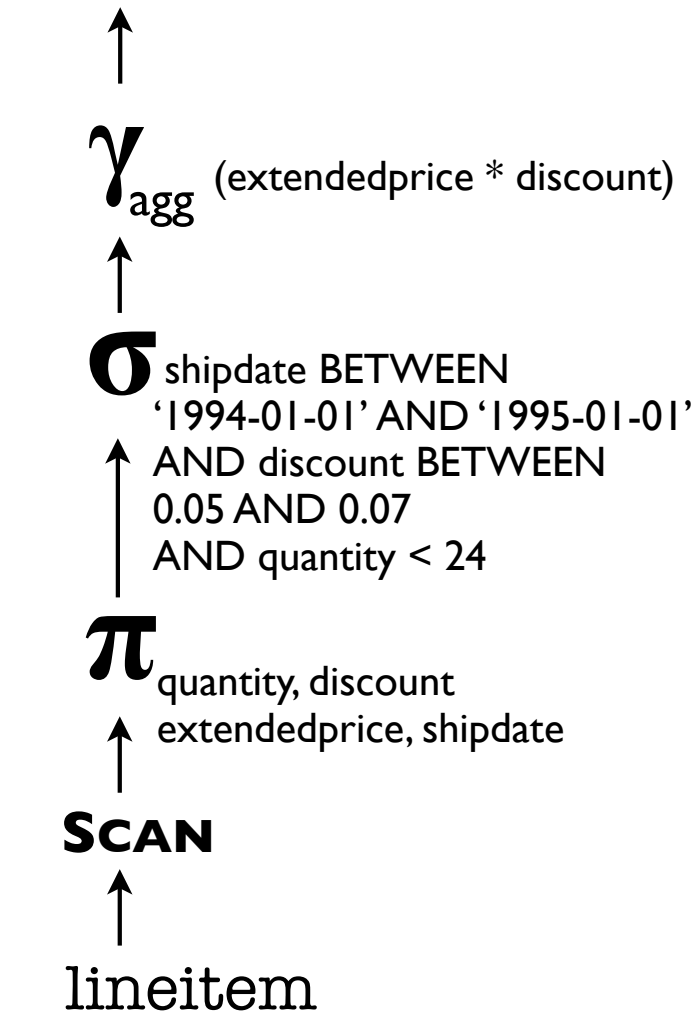 γagg (extendedprice * discount)
σ shipdate BETWEEN
‘1994-01-01’ AND ‘1995-01-01’
AND discount BETWEEN
0.05 AND 0.07
AND quantity < 24
π quantity, discount
extendedprice, shipdate
SCAN
lineitem